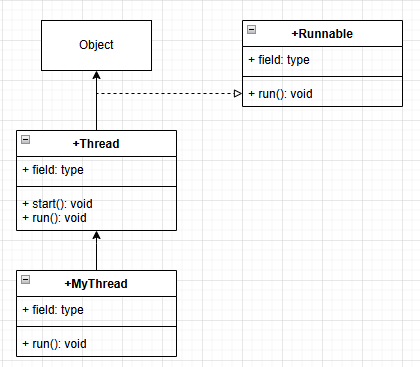 Object
+Runnable
+ field: type
+ run(): void
+Thread
+ field: type
+ start(): void
+ run(): void
+MyThread
+ field: type
+ run(): void